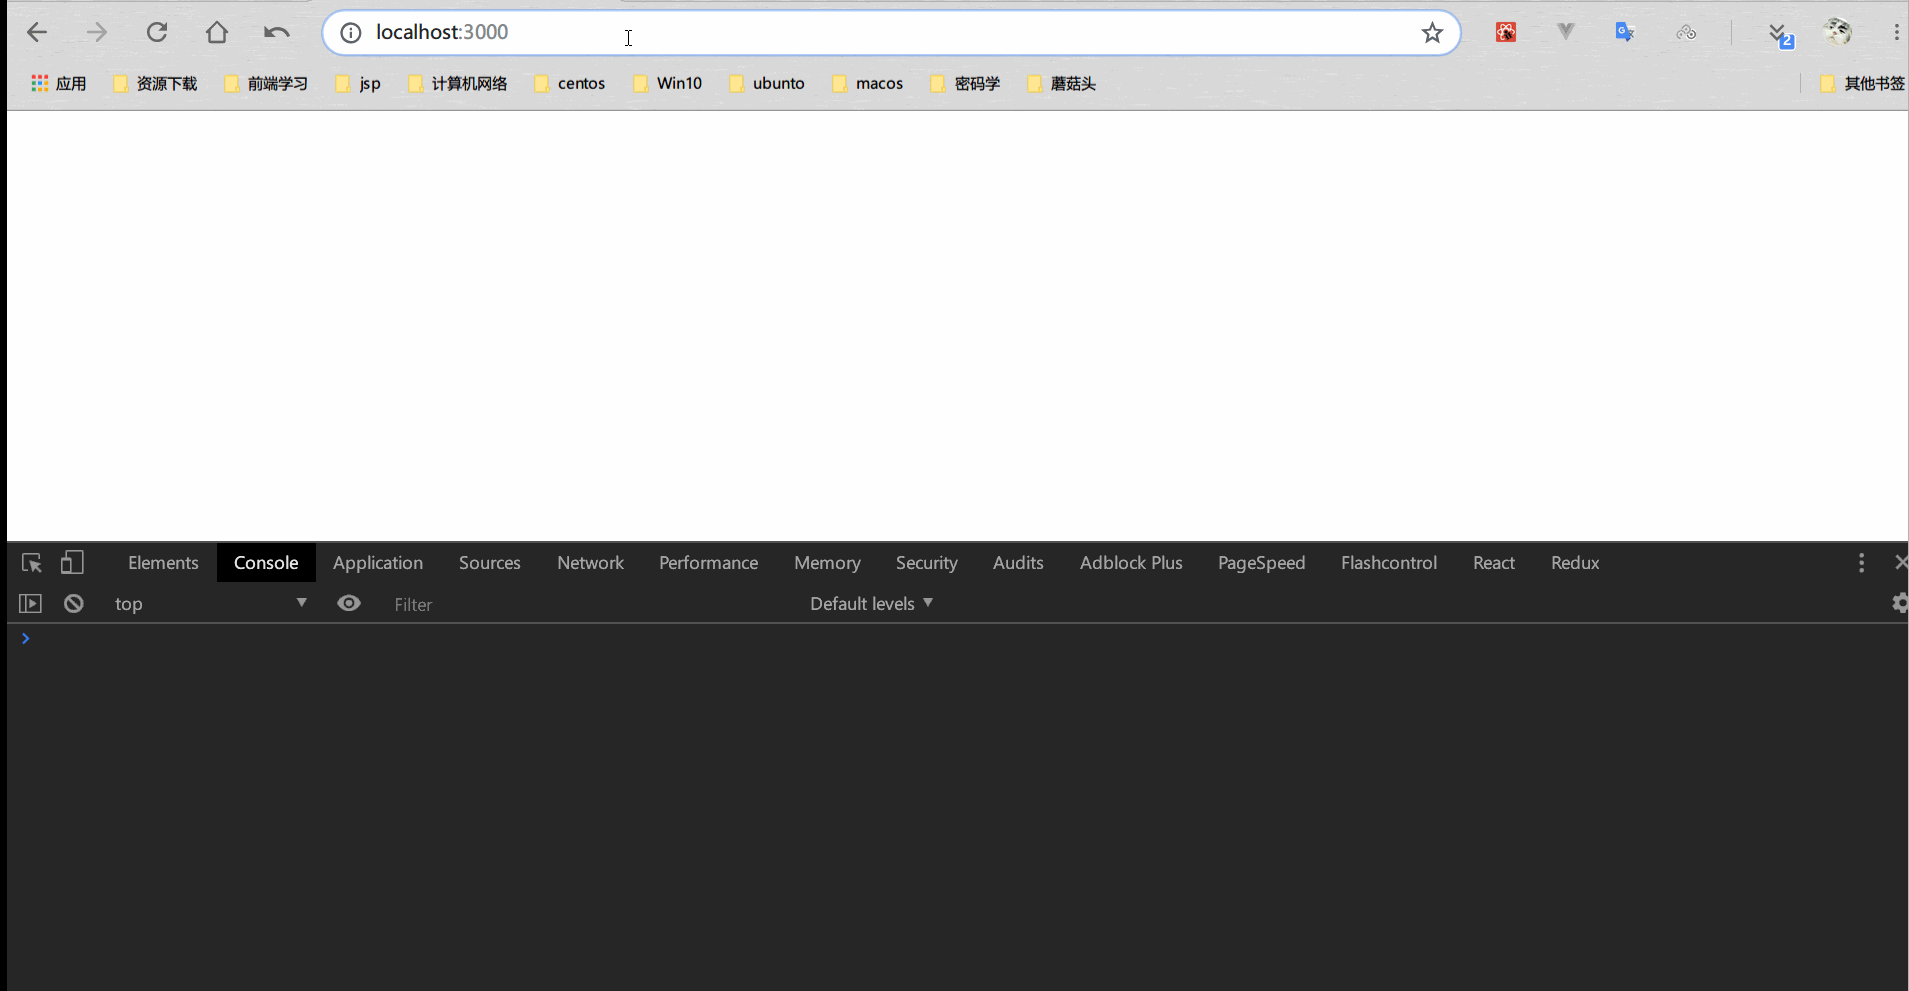 localhost:3000
2
应用 资源下载 前端学习 jsp 计算机网络 centos Win10 ubunto macos 密码学 蘑菇头 其他书签
Elements Console Application Sources Network Performance Memory Security Audits Adblock Plus PageSpeed Flashcontrol React Redux
top Filter Default levels